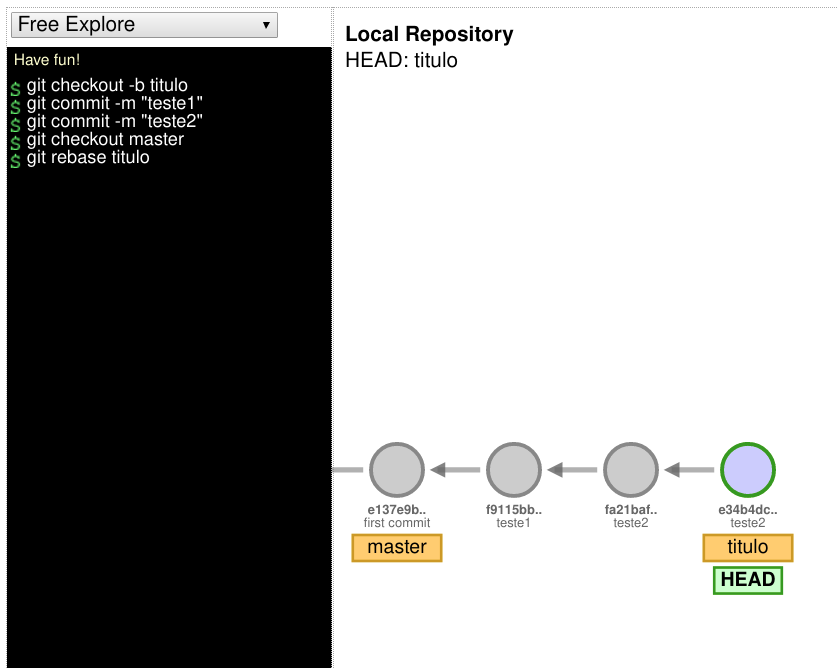 Free Explore
Have fun!
$ git checkout -b titulo
$ git commit -m "teste1"
$ git commit -m "teste2"
$ git checkout master
$ git rebase titulo
Local Repository
HEAD: titulo
e137e9b.. f9115bb.. fa21baf.. e34b4dc..
first commit teste1 teste2 teste2
master titulo
HEAD